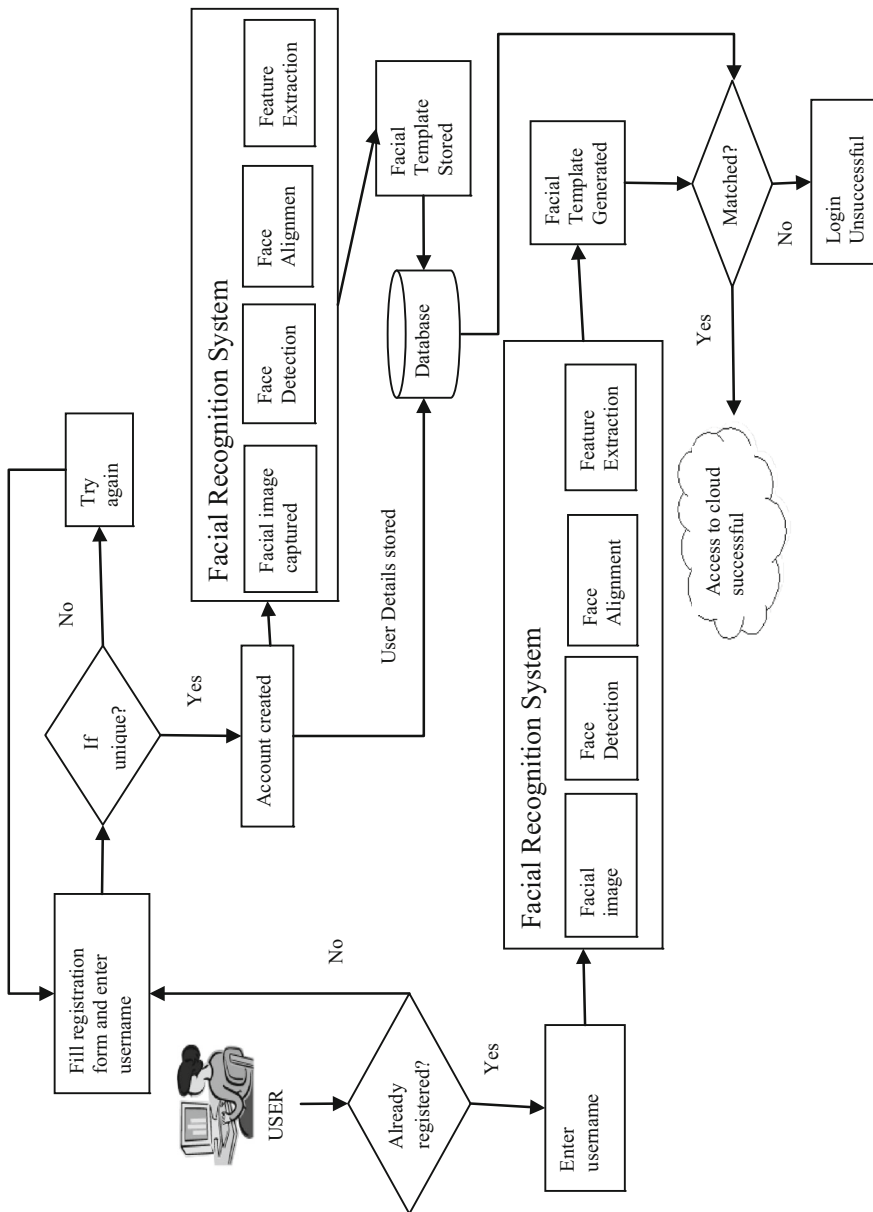 USER
Already
registered?
No
Yes
Fill registration
form and enter
username
If
unique?
No
Try
again
Yes
Account created
User Details stored
Facial Recognition System
Facial image
captured
Face
Detection
Face
Alignmen
Feature
Extraction
Facial
Template
Stored
Database
Enter
username
Facial Recognition System
Facial
image
Face
Detection
Face
Alignment
Feature
Extraction
Facial
Template
Generated
Matched?
Yes
No
Access to cloud
successful
Login
Unsuccessful